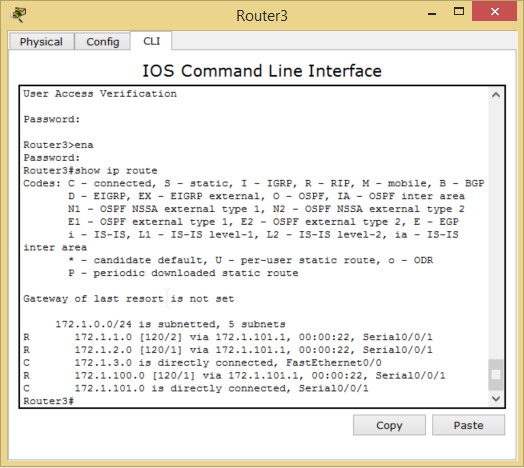 Router3
Physical Config CLI
IOS Command Line Interface
User Access Verification
Password:
Router3>ena
Password:
Router3#show ip route
Codes: C - connected, S - static, I - IGRP, R - RIP, M - mobile, B - BGP
D - EIGRP, EX - EIGRP external, O - OSPF, IA - OSPF inter area
N1 - OSPF NSSA external type 1, N2 - OSPF NSSA external type 2
E1 - OSPF external type 1, E2 - OSPF external type 2, E - EGP
i - IS-IS, L1 - IS-IS level-1, L2 - IS-IS level-2, ia - IS-IS
inter area
* - candidate default, U - per-user static route, o - ODR
P - periodic downloaded static route
Gateway of last resort is not set
172.1.0.0/24 is subnetted, 5 subnets
R 172.1.1.0 [120/2] via 172.1.101.1, 00:00:22, Serial0/0/1
R 172.1.2.0 [120/1] via 172.1.101.1, 00:00:22, Serial0/0/1
C 172.1.3.0 is directly connected, FastEthernet0/0
R 172.1.100.0 [120/1] via 172.1.101.1, 00:00:22, Serial0/0/1
C 172.1.101.0 is directly connected, Serial0/0/1
Router3#
Copy Paste